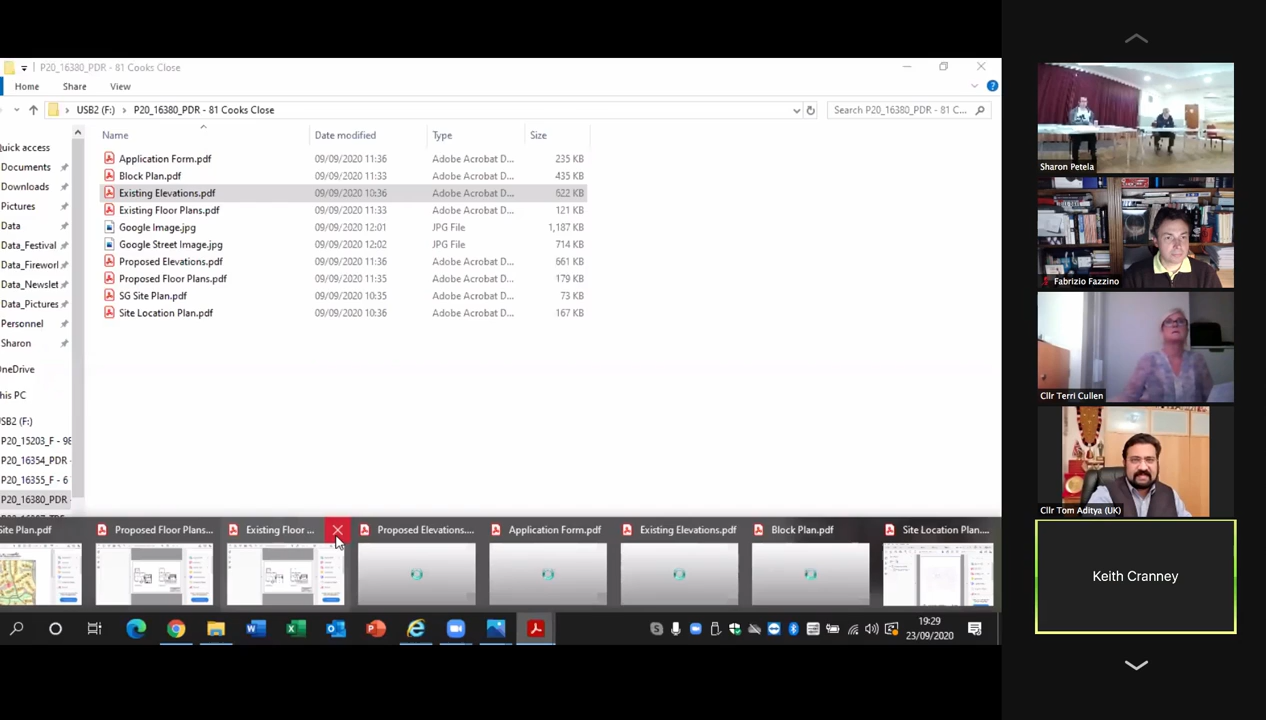 P20_16380_PDR - 81 Cooks Close
Home Share View
USB2 (F:) P20_16380_PDR - 81 Cooks Close
Search P20_16380_PDR - 81 C...
Name Date modified Type Size
Application Form.pdf 09/09/2020 11:36 Adobe Acrobat D... 235 KB
Block Plan.pdf 09/09/2020 11:33 Adobe Acrobat D... 435 KB
Existing Elevations.pdf 09/09/2020 10:36 Adobe Acrobat D... 622 KB
Existing Floor Plans.pdf 09/09/2020 11:33 Adobe Acrobat D... 121 KB
Google Image.jpg 09/09/2020 12:01 JPG File 1,187 KB
Google Street Image.jpg 09/09/2020 12:02 JPG File 714 KB
Proposed Elevations.pdf 09/09/2020 11:36 Adobe Acrobat D... 661 KB
Proposed Floor Plans.pdf 09/09/2020 11:35 Adobe Acrobat D... 179 KB
SG Site Plan.pdf 09/09/2020 10:35 Adobe Acrobat D... 73 KB
Site Location Plan.pdf 09/09/2020 10:36 Adobe Acrobat D... 167 KB
Quick access
Documents
Downloads
Pictures
Data
Data_Festival
Data_Firewor
Data_Newslet
Data_Pictures
Personnel
Sharon
OneDrive
his PC
USB2 (F:)
P20_15203_F - 98
P20_16354_PDR -
P20_16355_F - 6
P20_16380_PDR -
Site Plan.pdf
Proposed Floor Plans...
Existing Floor ...
Proposed Elevations....
Application Form.pdf
Existing Elevations.pdf
Block Plan.pdf
Site Location Plan....
19:29
23/09/2020
Sharon Petela
Fabrizio Fazzino
Cllr Terri Cullen
Cllr Tom Aditya (UK)
Keith Cranney